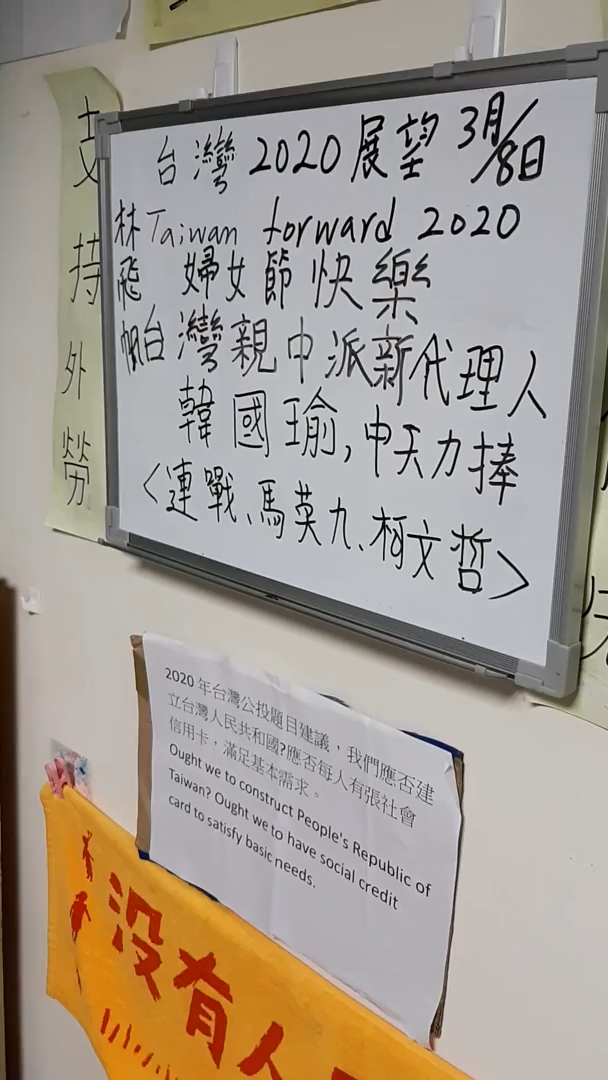 支持外勞
台灣2020展望 3月/8日
林飛帆
Taiwan forward 2020
婦女節快樂
台灣親中派新代理人
韓國瑜,中天力捧
<連戰、馬英九、柯文哲>
2020 年台灣公投題目建議，我們應否建
立台灣人民共和國?應否每人有張社會
信用卡，滿足基本需求。
Ought we to construct People's Republic of
Taiwan? Ought we to have social credit
card to satisfy basic needs.
沒有人